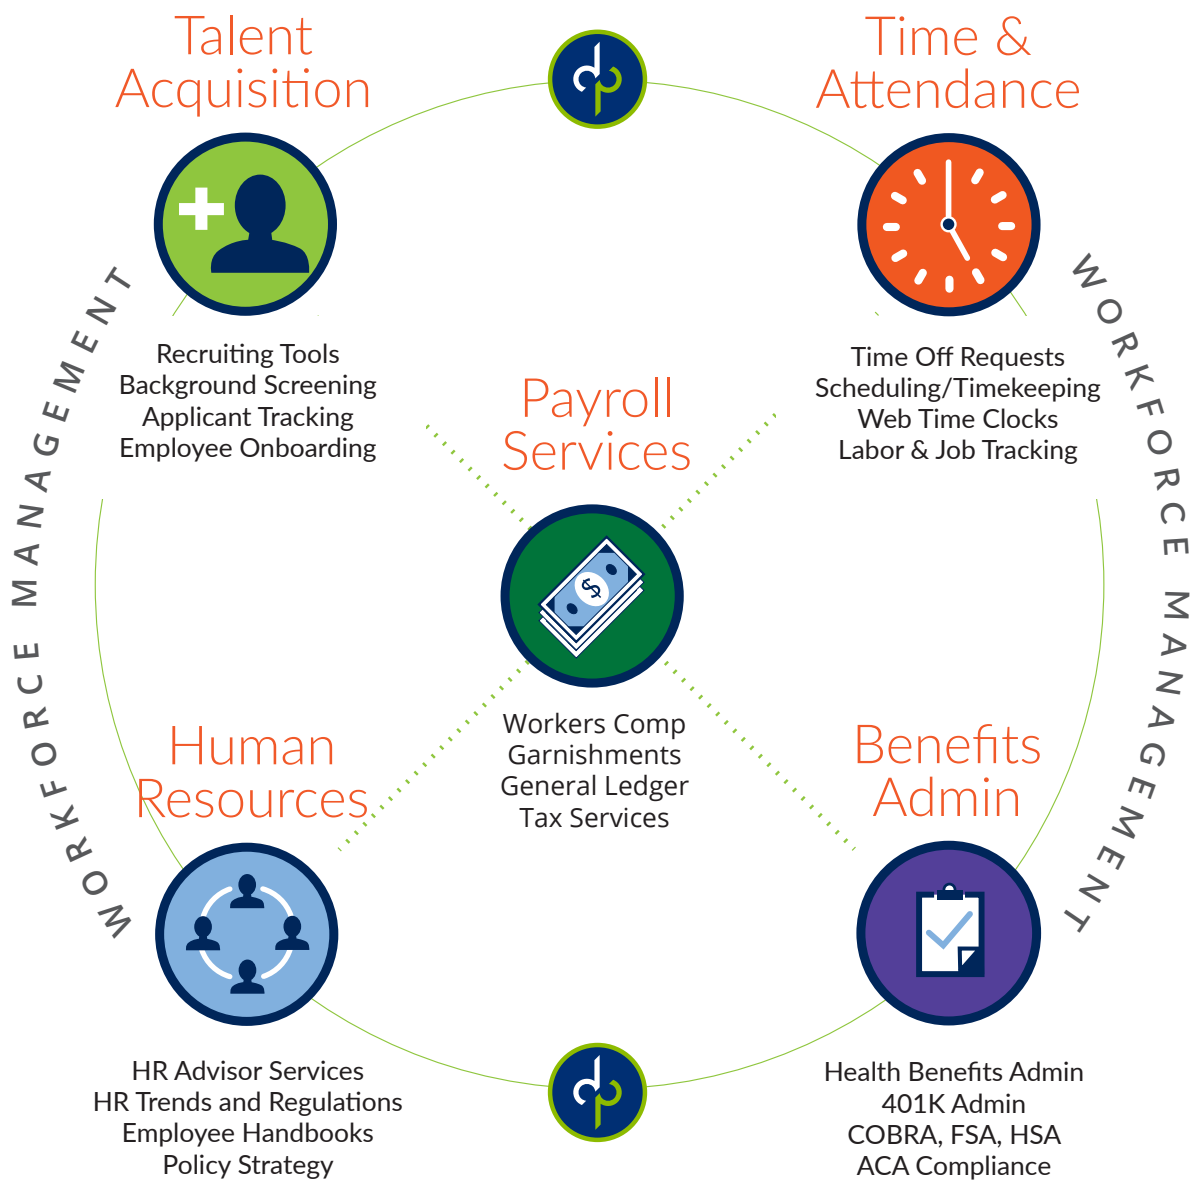 Talent
Acquisition
Recruiting Tools
Background Screening
Applicant Tracking
Employee Onboarding
Time &
Attendance
Time Off Requests
Scheduling/Timekeeping
Web Time Clocks
Labor & Job Tracking
WORKFORCE MANAGEMENT
Payroll
Services
$
Workers Comp
Garnishments
General Ledger
Tax Services
WORKFORCE MANAGEMENT
Human
Resources
HR Advisor Services
HR Trends and Regulations
Employee Handbooks
Policy Strategy
Benefits
Admin
Health Benefits Admin
401K Admin
COBRA, FSA, HSA
ACA Compliance
dp
dp